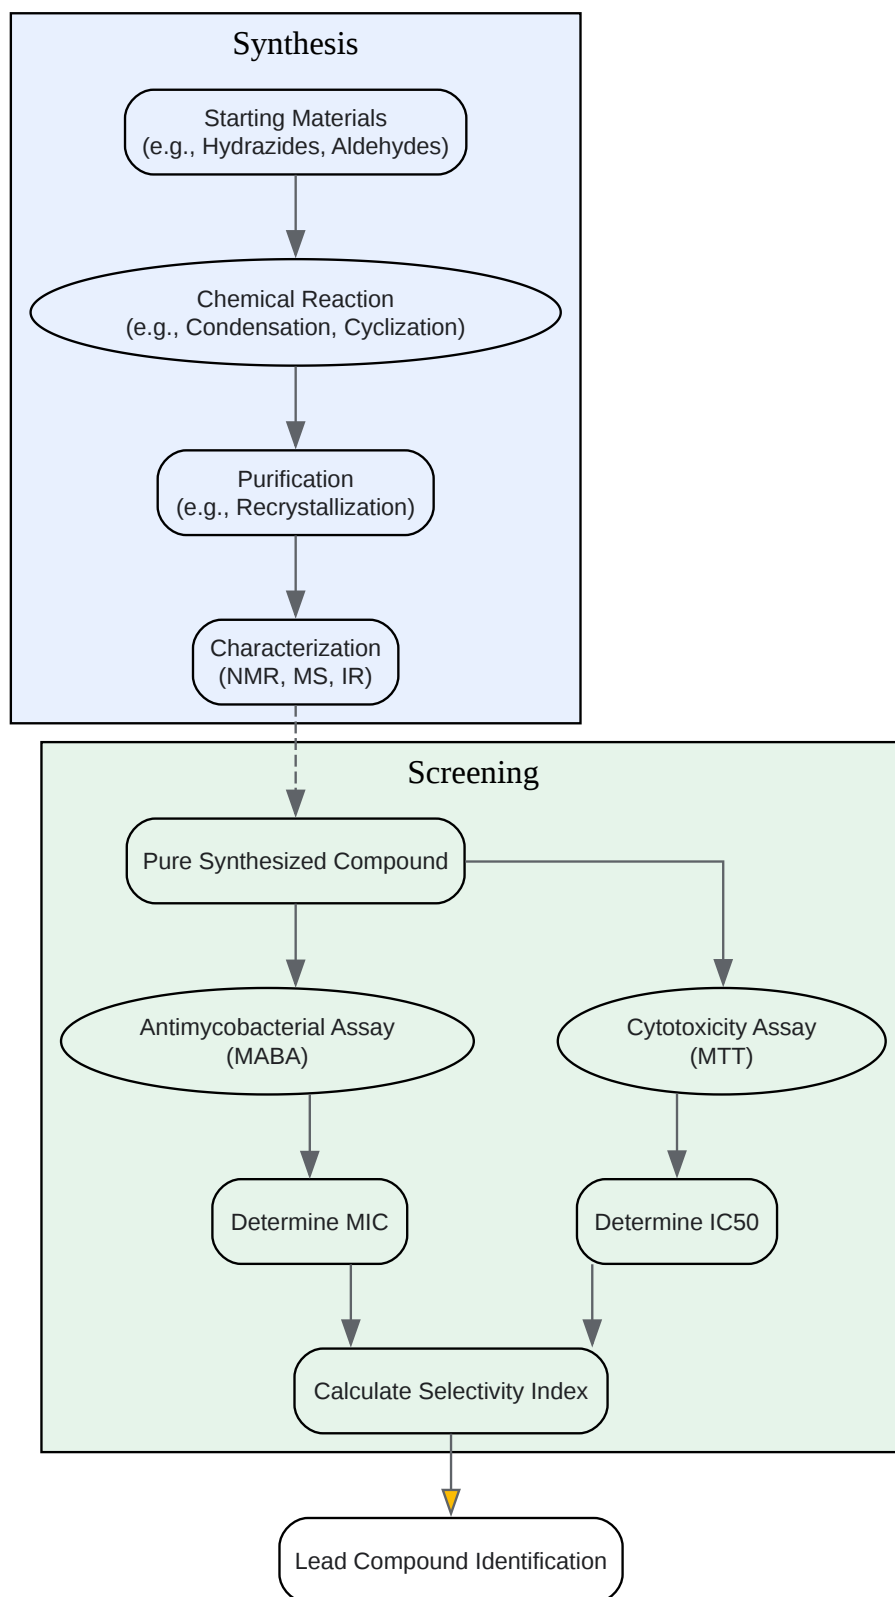 Synthesis
Starting Materials
(e.g., Hydrazides, Aldehydes)
Chemical Reaction
(e.g., Condensation, Cyclization)
Purification
(e.g., Recrystallization)
Characterization
(NMR, MS, IR)
Screening
Pure Synthesized Compound
Antimycobacterial Assay
(MABA)
Cytotoxicity Assay
(MTT)
Determine MIC
Determine IC50
Calculate Selectivity Index
Lead Compound Identification